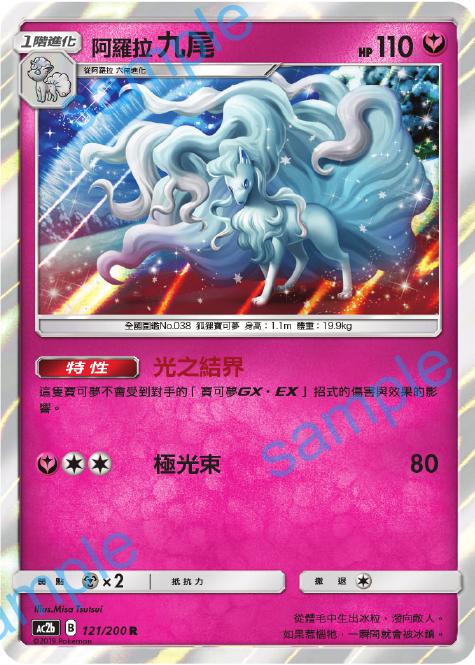 1階進化 阿羅拉 九尾 HP 110
從阿羅拉 六尾進化
sample
全國圖鑑No.038 狐狸寶可夢 身高：1.1m 體重：19.9kg
特性 光之結界
這隻寶可夢不會受到對手的「寶可夢GX・EX」招式的傷害與效果的影
響。
sample
極光束 80
sample
弱點 ×2 抵抗力 撤退
Illus.Misa Tsutsui
AC2b B 121/200 R
©2019 Pokémon
從體毛中生出冰粒，潑向敵人。
如果惹惱牠，一瞬間就會被冰鎮。